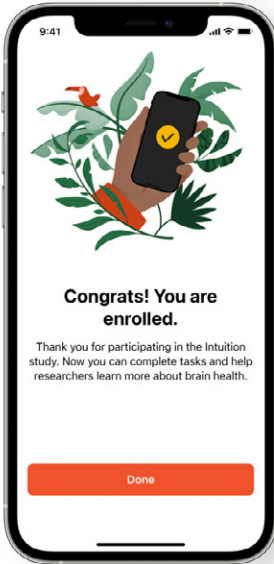 9:41
Congrats! You are
enrolled.
Thank you for participating in the Intuition
study. Now you can complete tasks and help
researchers learn more about brain health.
Done